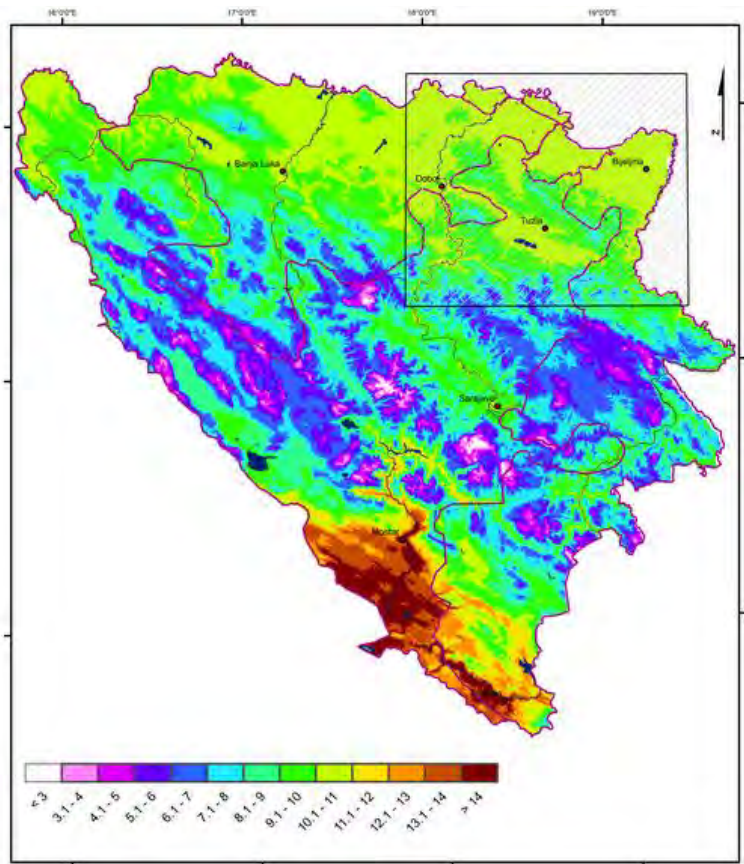 16°0'0"E 17°0'0"E 18°0'0"E 19°0'0"E
N
Banja Luka
Doboj
Bijeljina
Tuzla
Sarajevo
Mostar
< 3 3.1 - 4 4.1 - 5 5.1 - 6 6.1 - 7 7.1 - 8 8.1 - 9 9.1 - 10 10.1 - 11 11.1 - 12 12.1 - 13 13.1 - 14 > 14